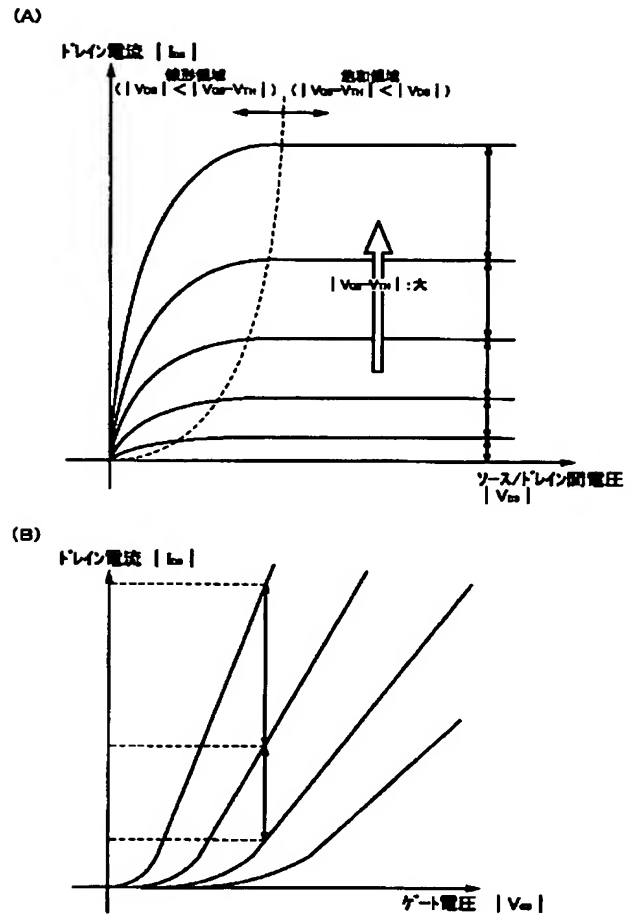 (A)
ドレイン電流 | IDS |
線形領域 飽和領域
( | VDS | < | VGS-VTH | ) ( | VGS-VTH | < | VDS | )
| VGS-VTH | : 大
ソース/ドレイン間電圧
| VDS |
(B)
ドレイン電流 | IDS |
ゲート電圧 | VGS |